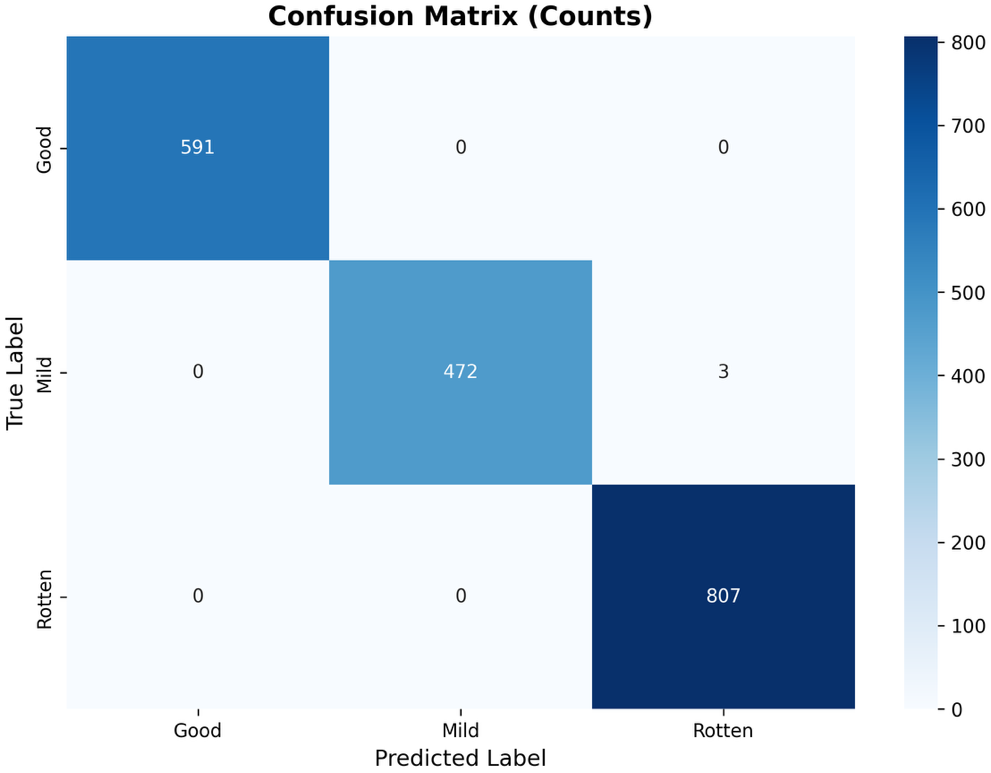 Confusion Matrix (Counts)
True Label
Good
591 0 0
Mild
0 472 3
Rotten
0 0 807
Good Mild Rotten
Predicted Label
800
700
600
500
400
300
200
100
0